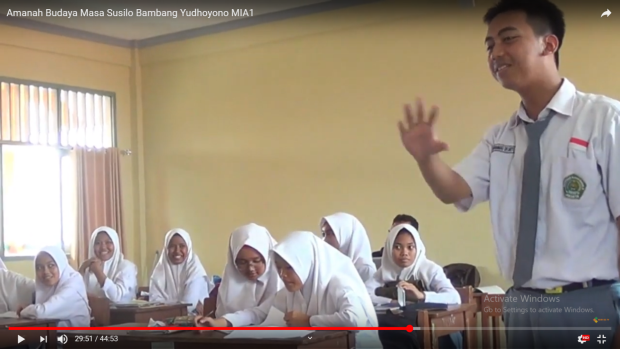 Amanah Budaya Masa Susilo Bambang Yudhoyono MIA1
Activate Windows
Go to Settings to activate Windows.
29:51 / 44:53